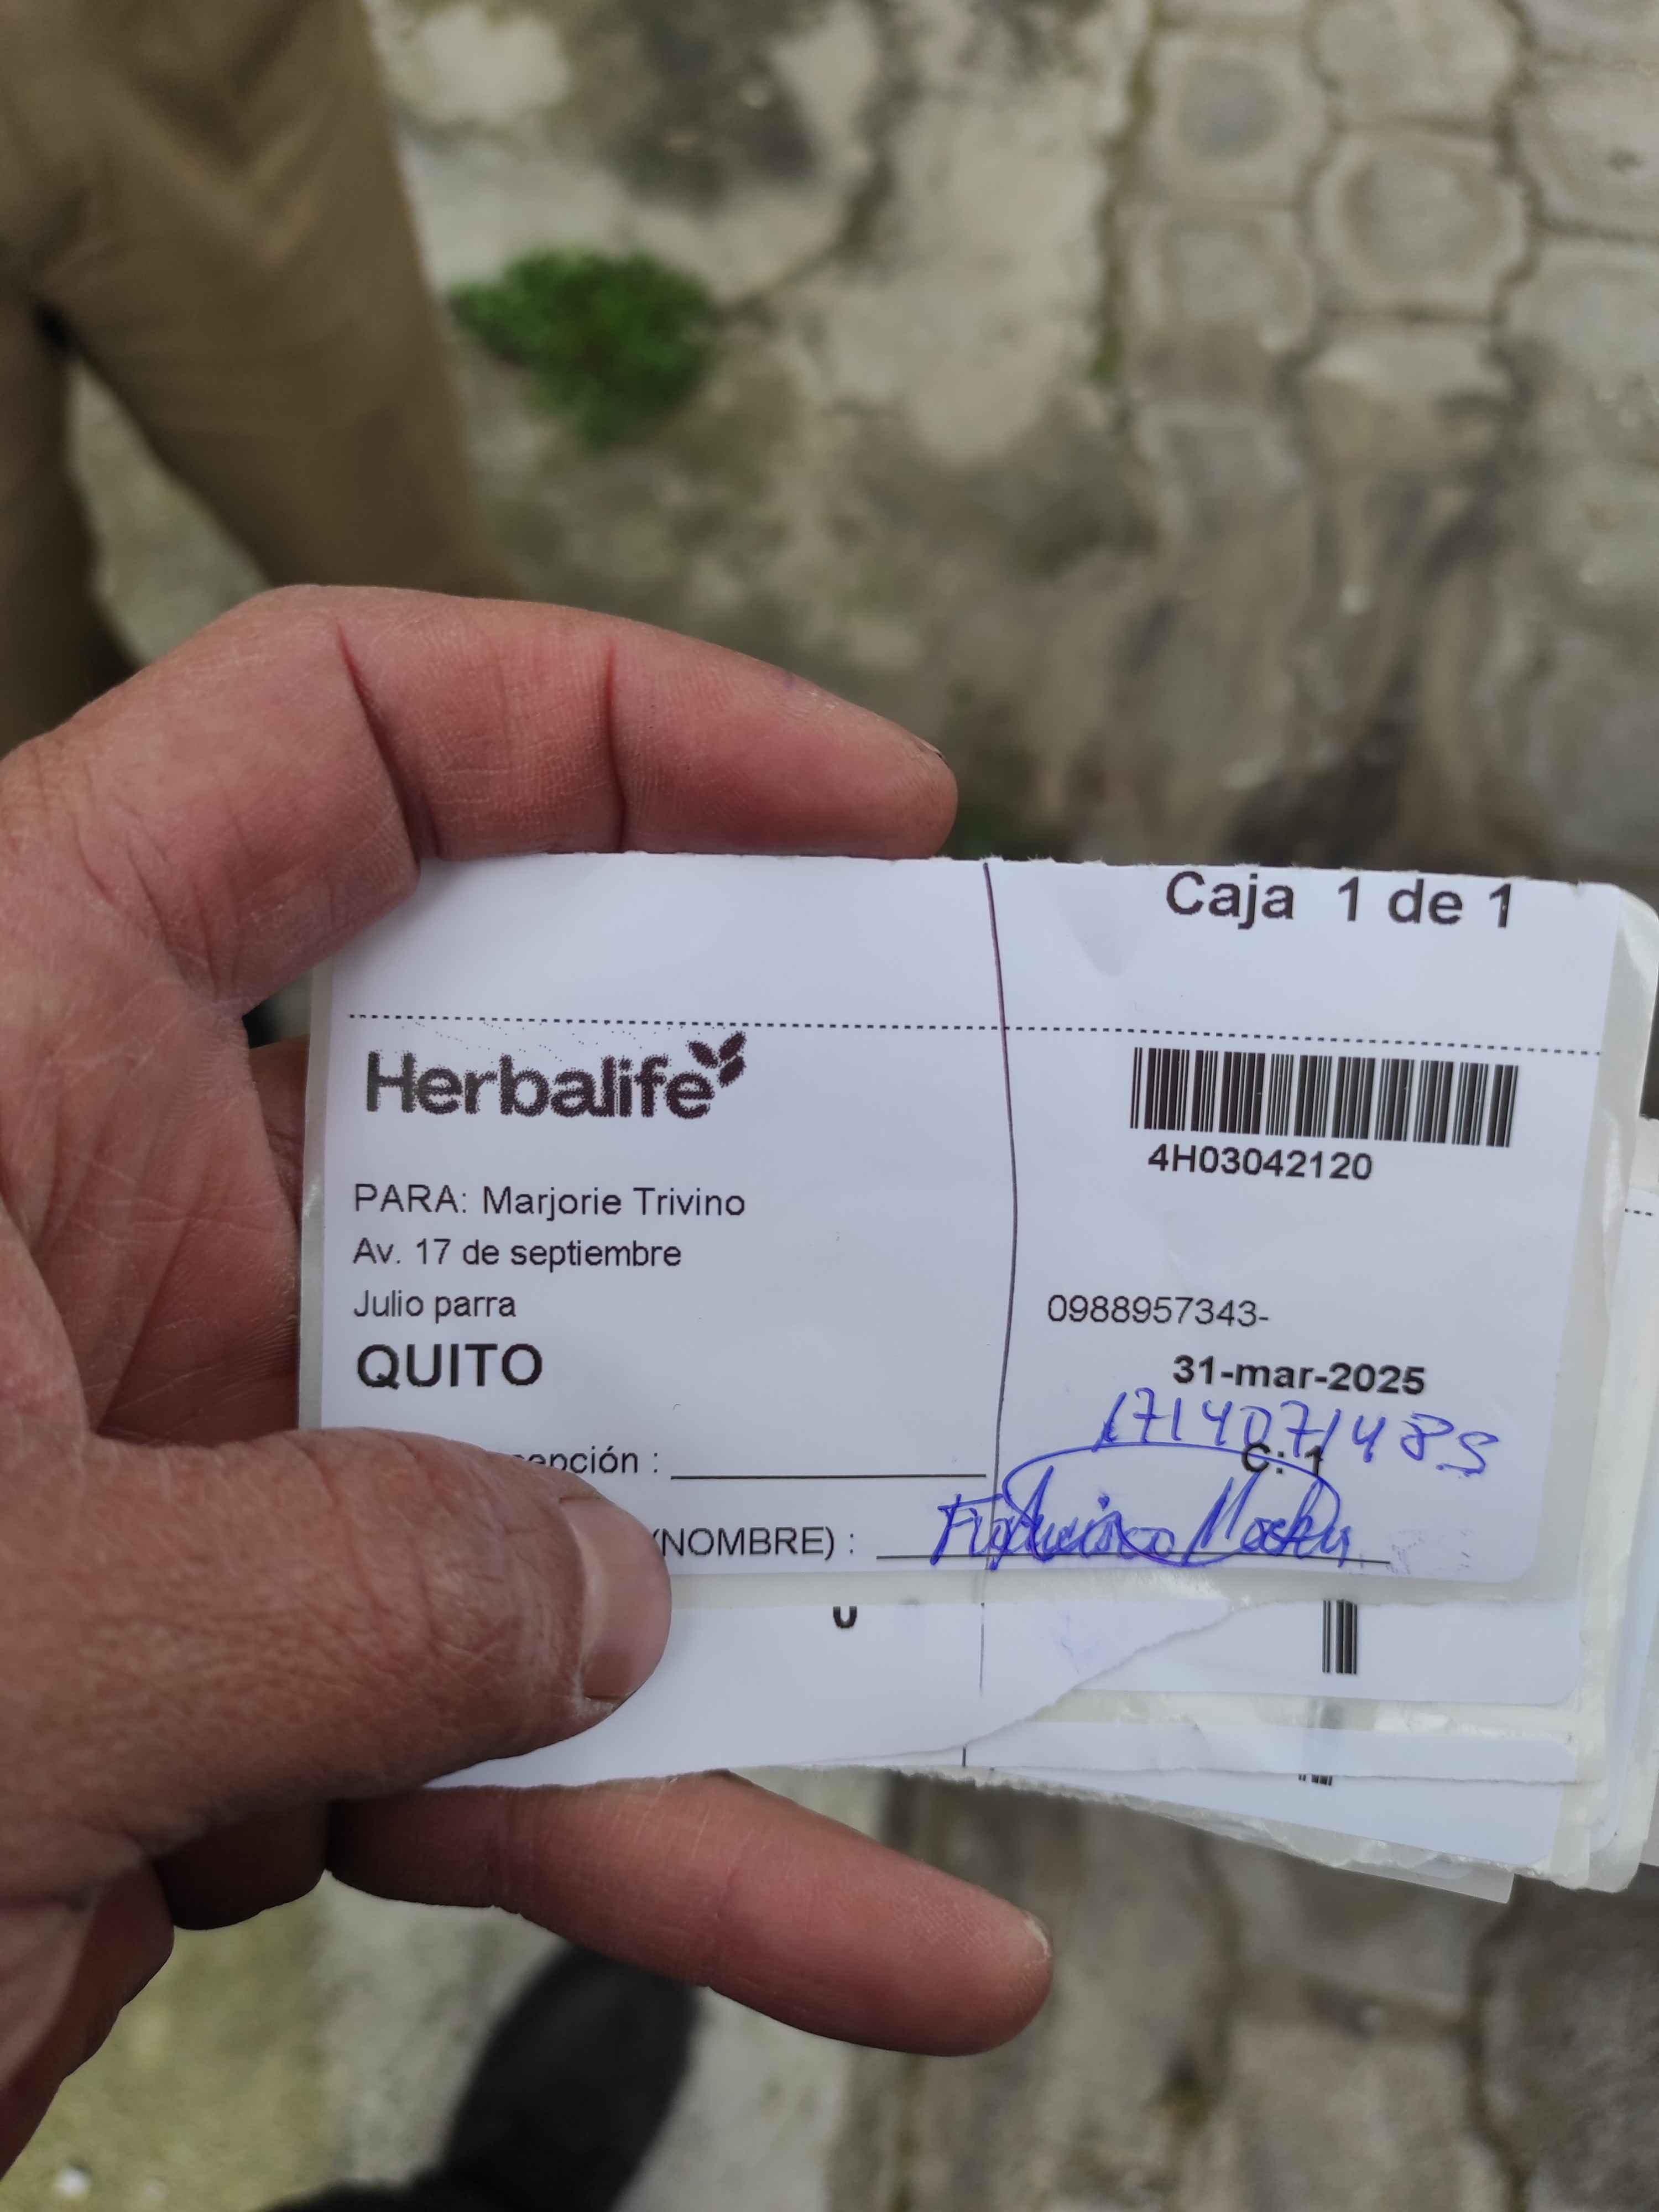 Caja 1 de 1
Herbalife
4H03042120
PARA: Marjorie Trivino
Av. 17 de septiembre
Julio parra
0988957343-
QUITO
31-mar-2025
1714071485
C: 1
epción :
(NOMBRE) :